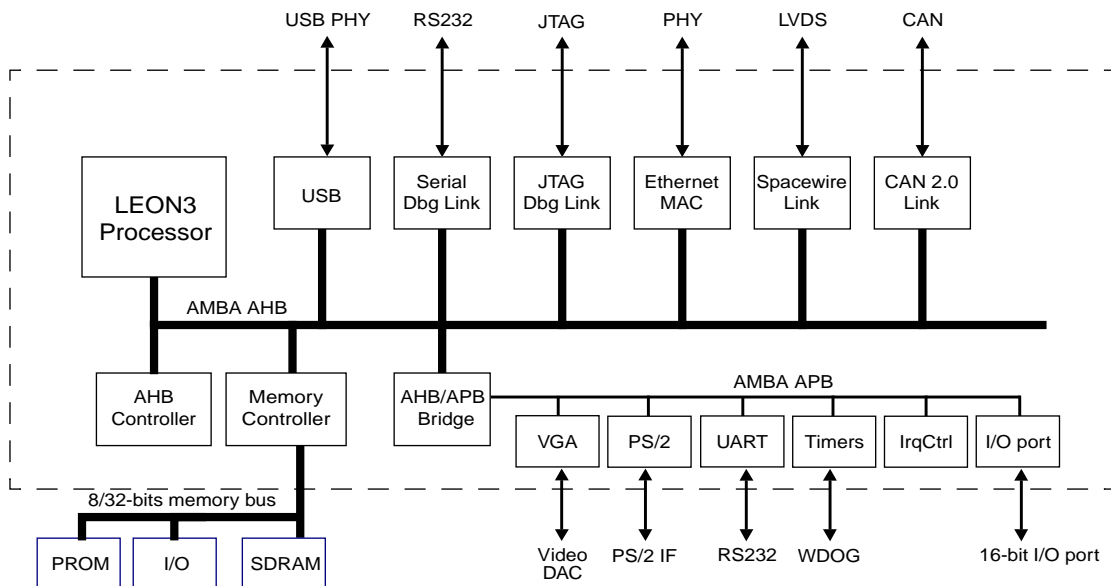 USB PHY
RS232
JTAG
PHY
LVDS
CAN
LEON3
Processor
USB
Serial
Dbg Link
JTAG
Dbg Link
Ethernet
MAC
Spacewire
Link
CAN 2.0
Link
AMBA AHB
AHB
Controller
Memory
Controller
AHB/APB
Bridge
AMBA APB
VGA
PS/2
UART
Timers
IrqCtrl
I/O port
8/32-bits memory bus
PROM
I/O
SDRAM
Video
DAC
PS/2 IF
RS232
WDOG
16-bit I/O port